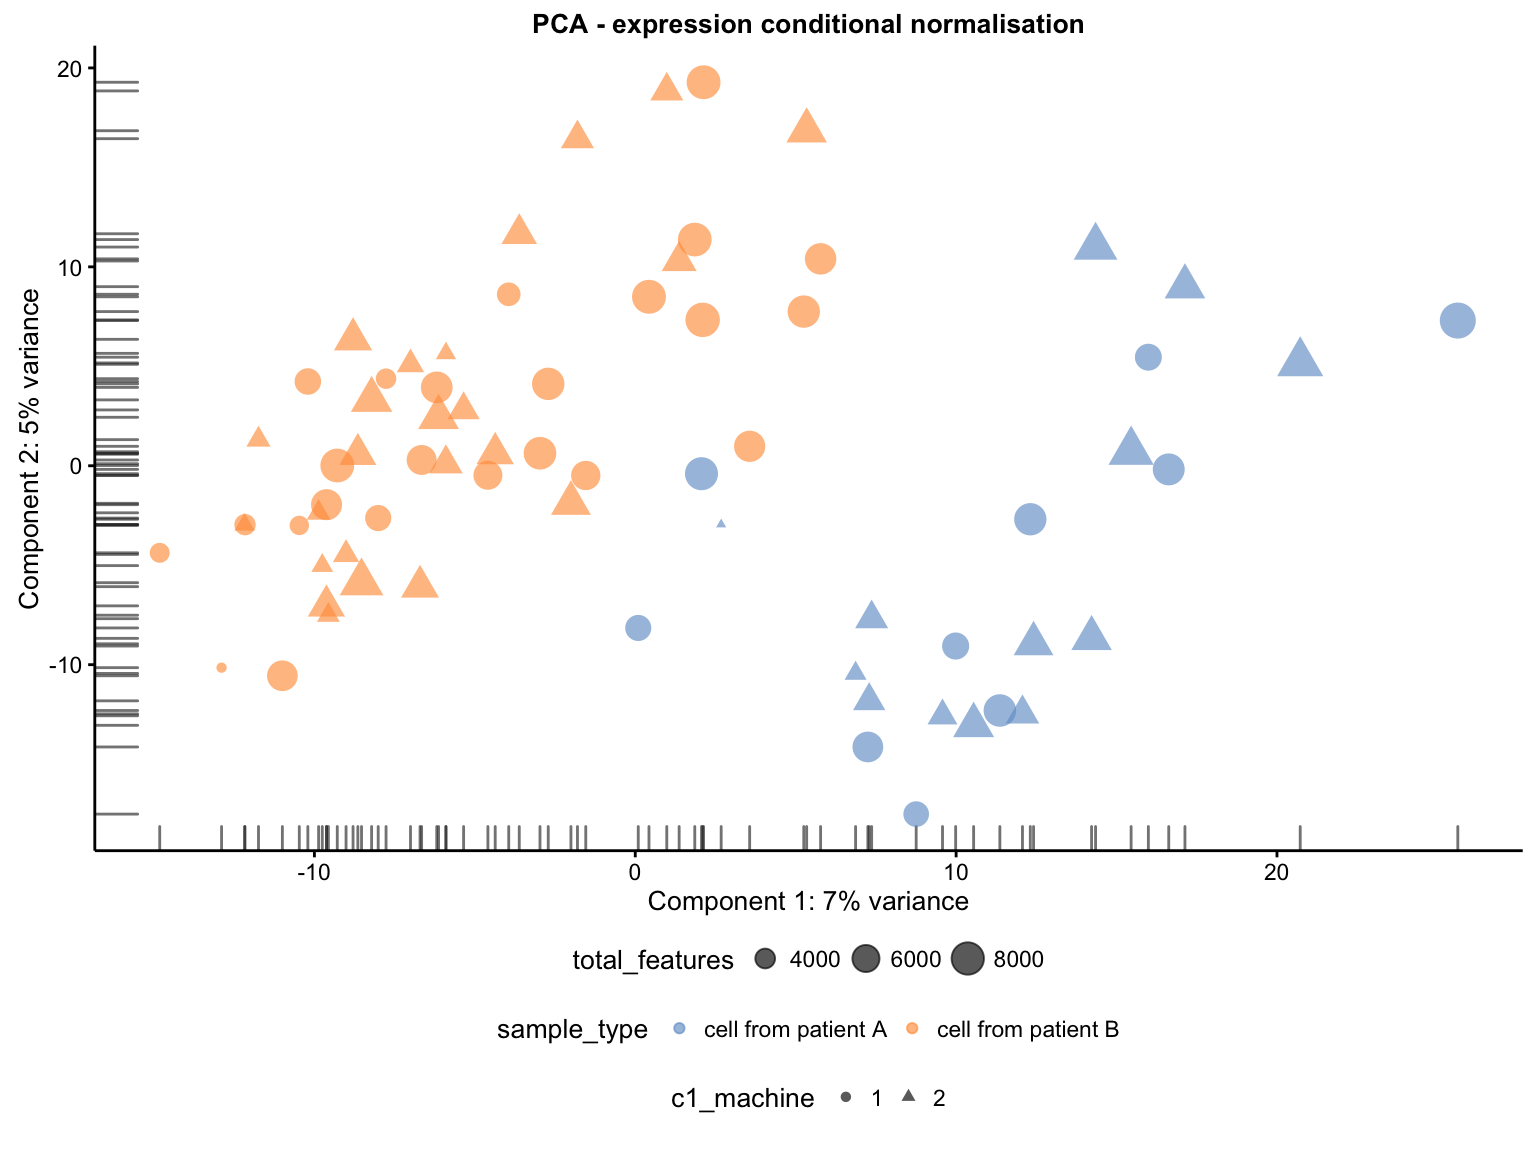 PCA - expression conditional normalisation
20
10
0
-10
Component 2: 5% variance
-10 0 10 20
Component 1: 7% variance
total_features 4000 6000 8000
sample_type cell from patient A cell from patient B
c1_machine 1 2